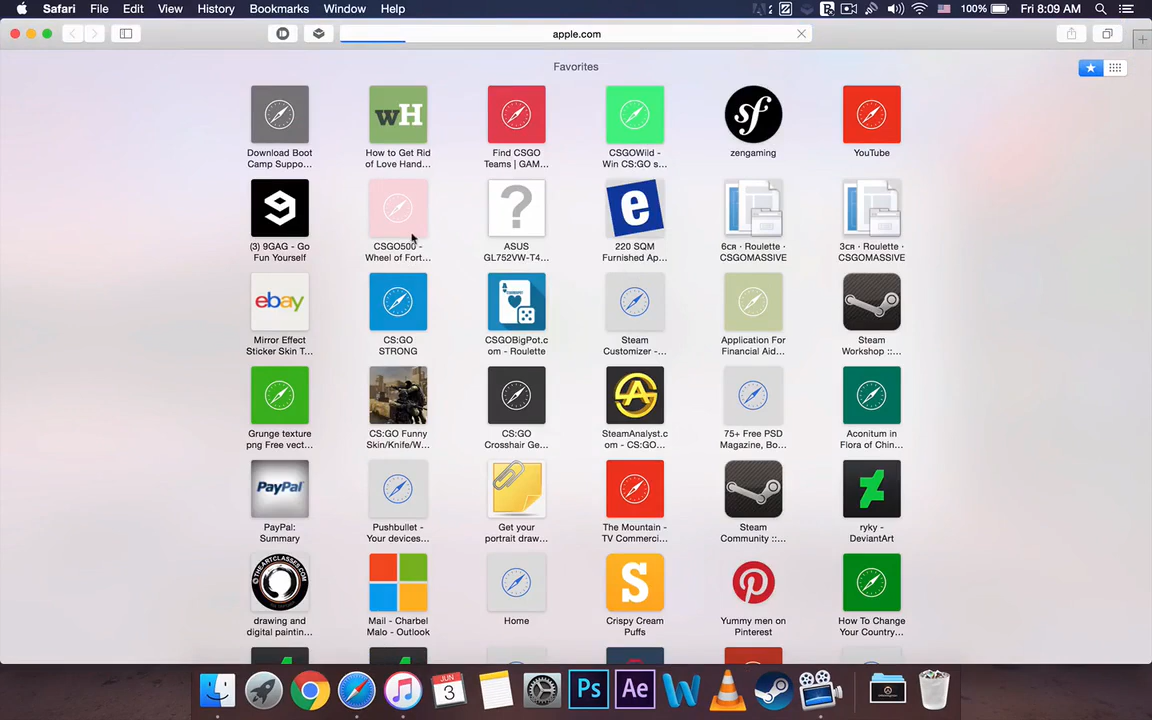 Safari File Edit View History Bookmarks Window Help
100% Fri 8:09 AM
apple.com
Favorites
wH
sf
Download Boot
Camp Suppo...
How to Get Rid
of Love Hand...
Find CSGO
Teams | GAM...
CSGOWild -
Win CS:GO s...
zengaming
YouTube
9
?
e
(3) 9GAG - Go
Fun Yourself
CSGO500 -
Wheel of Fort...
ASUS
GL752VW-T4...
220 SQM
Furnished Ap...
6ся · Roulette ·
CSGOMASSIVE
3ся · Roulette ·
CSGOMASSIVE
ebay
Mirror Effect
Sticker Skin T...
CS:GO
STRONG
CSGOBigPot.c
om - Roulette
Steam
Customizer -...
Application For
Financial Aid...
Steam
Workshop ::...
Grunge texture
png Free vect...
CS:GO Funny
Skin/Knife/W...
CS:GO
Crosshair Ge...
SteamAnalyst.c
om - CS:GO...
75+ Free PSD
Magazine, Bo...
Aconitum in
Flora of Chin...
PayPal
PayPal:
Summary
Pushbullet -
Your devices...
Get your
portrait draw...
The Mountain -
TV Commerci...
Steam
Community ::...
ryky -
DeviantArt
THEARTCLASSES.COM
S
drawing and
digital paintin...
Mail - Charbel
Malo - Outlook
Home
Crispy Cream
Puffs
Yummy men on
Pinterest
How To Change
Your Country...
JUN
3
Ps
Ae
W